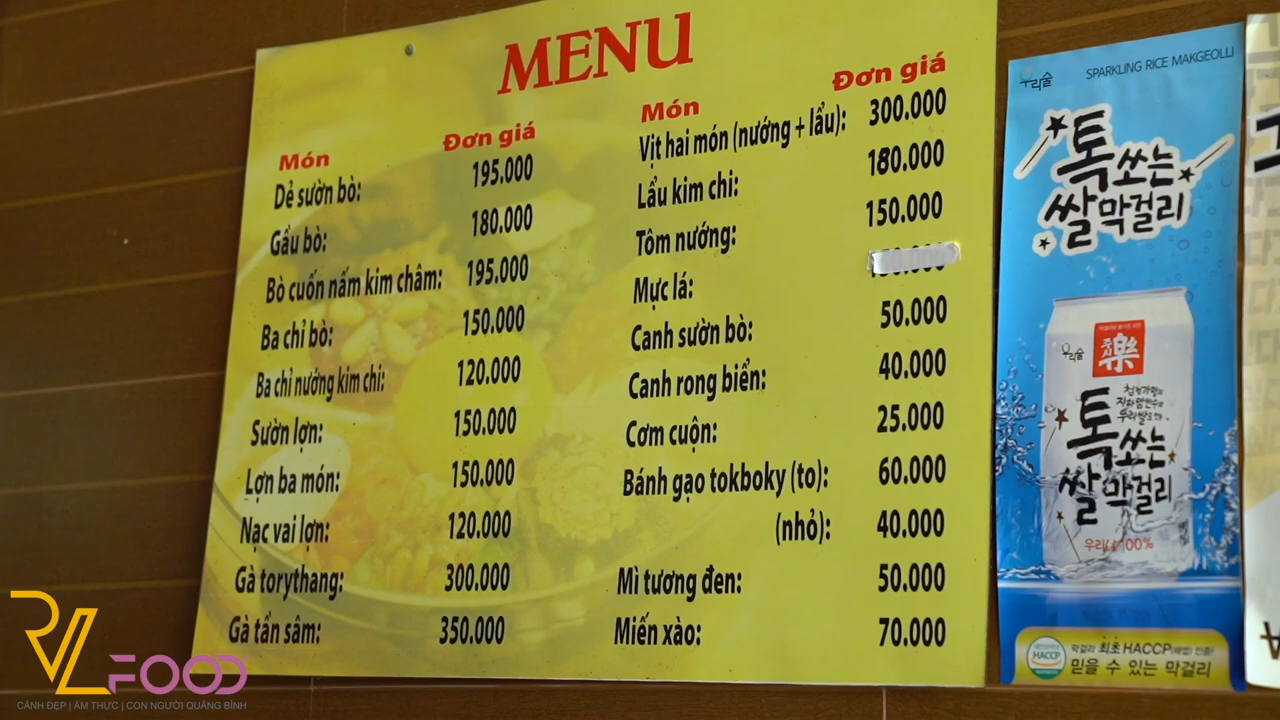 MENU
Món Đơn giá
Dẻ sườn bò: 195.000
Gầu bò: 180.000
Bò cuốn nấm kim châm: 195.000
Ba chỉ bò: 150.000
Ba chỉ nướng kim chi: 120.000
Sườn lợn: 150.000
Lợn ba món: 150.000
Nạc vai lợn: 120.000
Gà torythang: 300.000
Gà tần sâm: 350.000
Món Đơn giá
Vịt hai món (nướng + lẩu): 300.000
Lẩu kim chi: 180.000
Tôm nướng: 150.000
Mực lá:
Canh sườn bò: 50.000
Canh rong biển: 40.000
Cơm cuộn: 25.000
Bánh gạo tokboky (to): 60.000
(nhỏ): 40.000
Mì tương đen: 50.000
Miến xào: 70.000
우리술
SPARKLING RICE MAKGEOLLI
톡쏘는
쌀막걸리
우리술
樂
톡쏘는
쌀막걸리
HACCP
막걸리 최초 HACCP(해썹) 인증!
믿을 수 있는 막걸리
RL FOOD
CẢNH ĐẸP | ẨM THỰC | CON NGƯỜI QUẢNG BÌNH